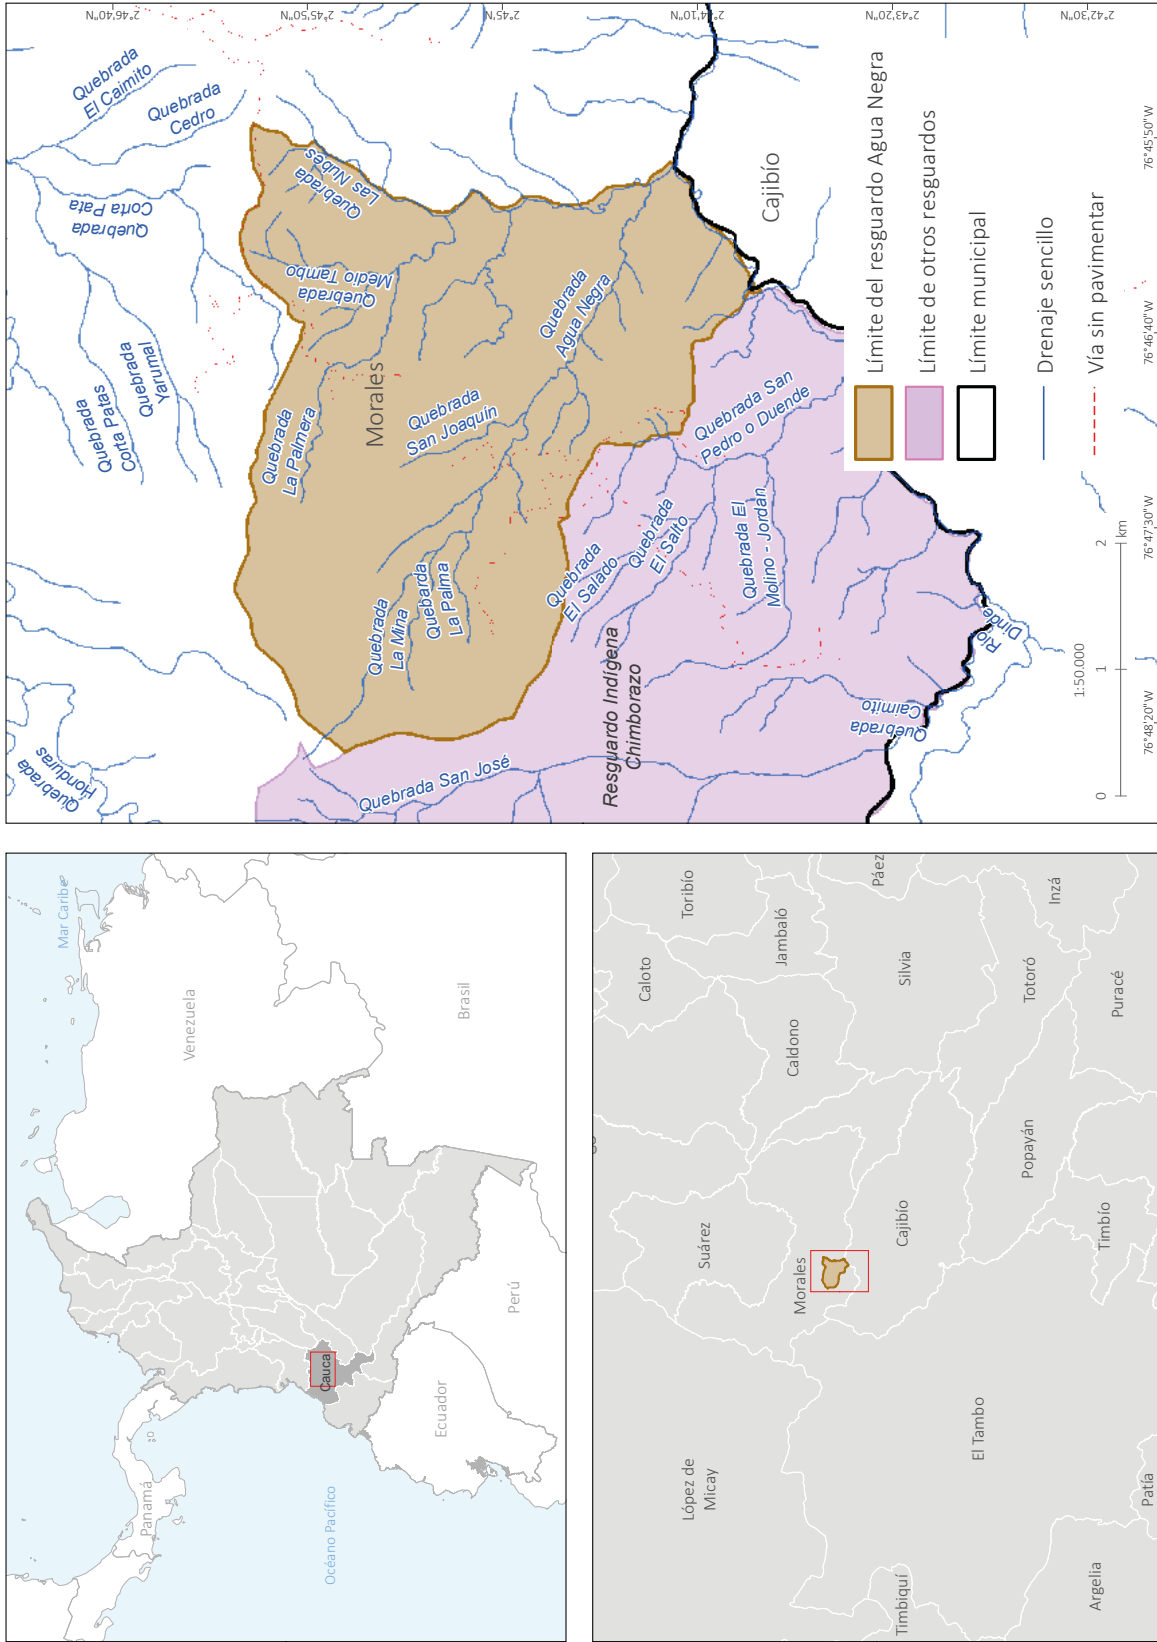 Mar Caribe
Panamá
Venezuela
Océano Pacífico
Cauca
Brasil
Ecuador
Perú
Caloto
Toribío
López de
Micay
Suárez
Morales
Caldono
Jambaló
Páez
Cajibío
Silvia
Timbiquí
El Tambo
Popayán
Totoró
Inzá
Argelia
Patía
Timbío
Puracé
Quebrada
Honduras
Quebrada
Corta Patas
Quebrada
Yarumal
Quebrada
Corta Pata
Quebrada
El Caimito
Quebrada
Cedro
Quebrada
La Palmera
Quebrada
Medio Tambo
Quebrada
Las Nubes
Morales
Quebrada
La Mina
Quebarda
La Palma
Quebrada
San Joaquín
Quebrada
Agua Negra
Quebrada San José
Quebrada
El Salado
Quebrada
El Salto
Resguardo Indígena
Chimborazo
Quebrada San
Pedro o Duende
Quebrada El
Molino - Jordán
Cajibío
Quebrada
Caimito
Río
Dinde
2°46'40"N
2°45'50"N
2°45'N
2°44'10"N
2°43'20"N
2°42'30"N
76°48'20"W
76°47'30"W
76°46'40"W
76°45'50"W
Límite del resguardo Agua Negra
Límite de otros resguardos
Límite municipal
Drenaje sencillo
Vía sin pavimentar
1:50.000
0
1
2
km